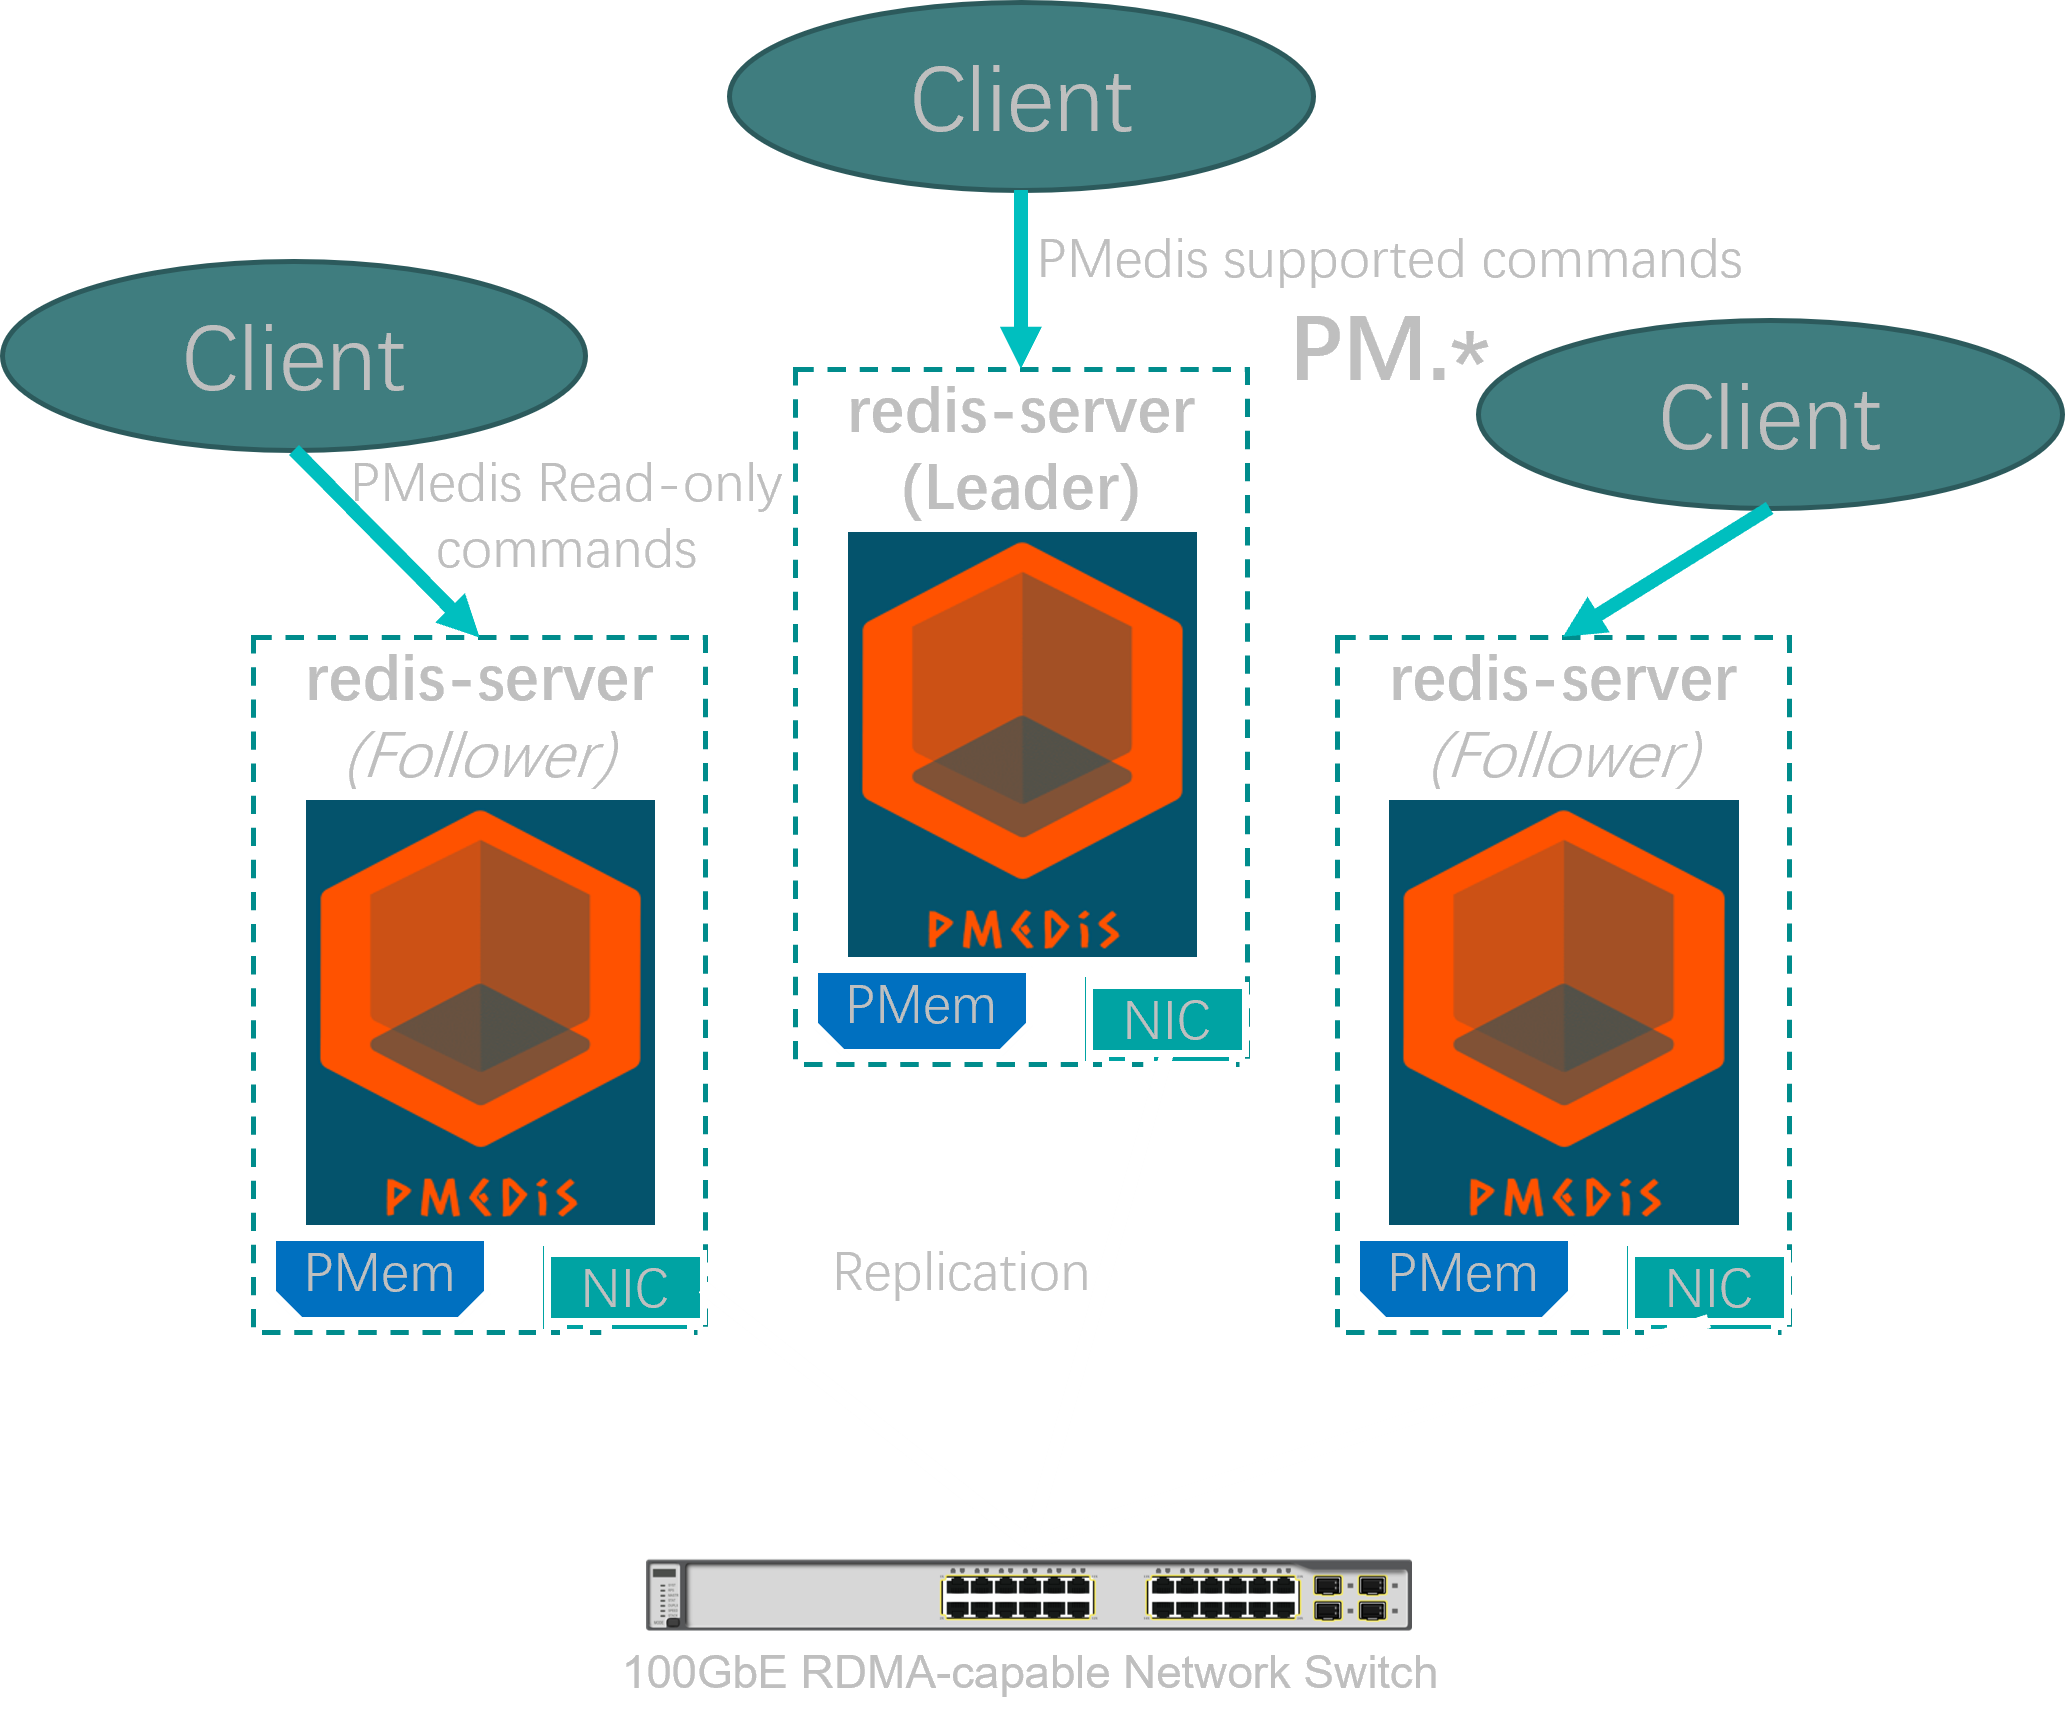 Client
PMedis supported commands
PM.*
Client
PMedis Read-only
commands
Client
redis-server
(Leader)
PMEDiS
PMem
NIC
redis-server
(Follower)
PMEDiS
PMem
NIC
redis-server
(Follower)
PMEDiS
PMem
NIC
Replication
100GbE RDMA-capable Network Switch